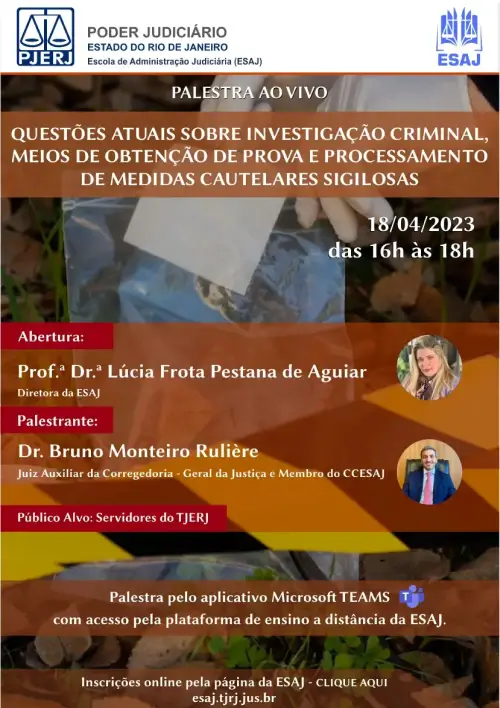 PJERJ
PODER JUDICIÁRIO
ESTADO DO RIO DE JANEIRO
Escola de Administração Judiciária (ESAJ)
ESAJ
PALESTRA AO VIVO
QUESTÕES ATUAIS SOBRE INVESTIGAÇÃO CRIMINAL,
MEIOS DE OBTENÇÃO DE PROVA E PROCESSAMENTO
DE MEDIDAS CAUTELARES SIGILOSAS
18/04/2023
das 16h às 18h
Abertura:
Prof.ª Dr.ª Lúcia Frota Pestana de Aguiar
Diretora da ESAJ
Palestrante:
Dr. Bruno Monteiro Rulière
Juiz Auxiliar da Corregedoria - Geral da Justiça e Membro do CCESAJ
Público Alvo: Servidores do TJERJ
Palestra pelo aplicativo Microsoft TEAMS
com acesso pela plataforma de ensino a distância da ESAJ.
Inscrições online pela página da ESAJ - CLIQUE AQUI
esaj.tjrj.jus.br